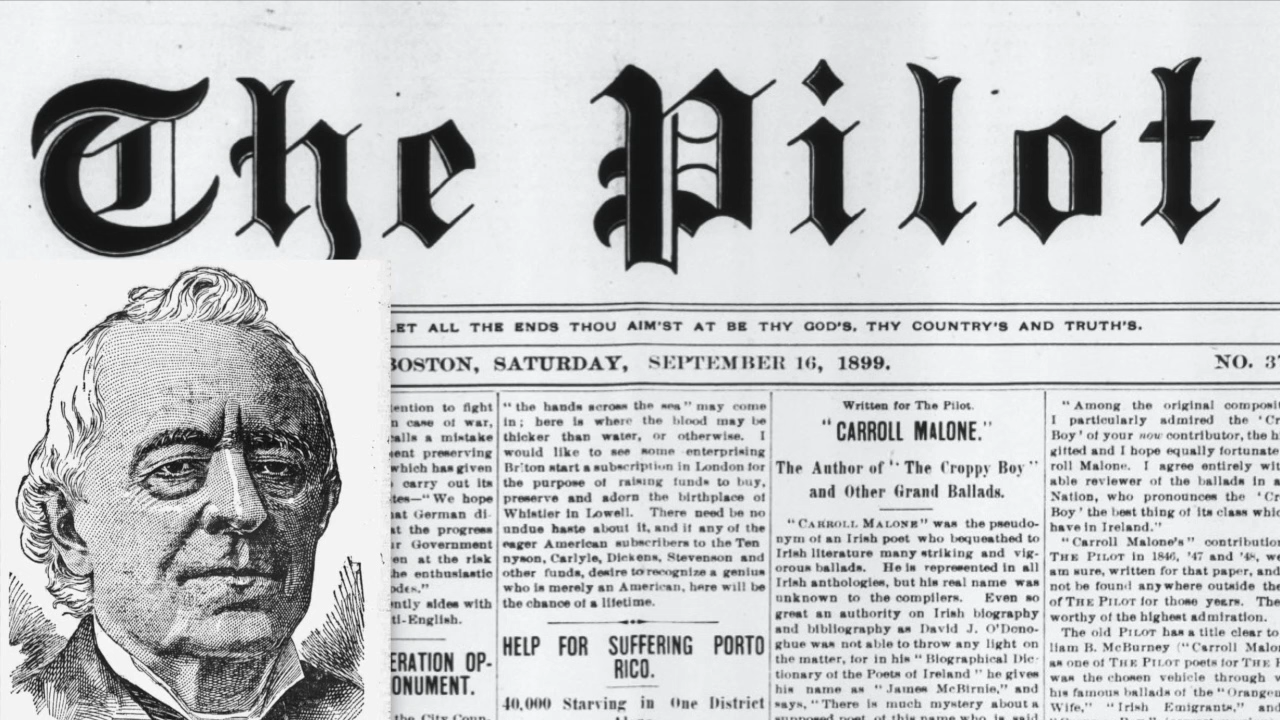 The Pilot
LET ALL THE ENDS THOU AIM'ST AT BE THY GOD'S, THY COUNTRY'S AND TRUTH'S.
BOSTON, SATURDAY, SEPTEMBER 16, 1899.
NO. 37
ention to fight
n case of war,
calls a mistake
ent preserving
which has given
carry out its
tes—"We hope
at German di-
at the progress
r Government
en at the risk
he enthusiastic
odes."
ently sides with
ti-English.
ERATION OP-
ONUMENT.
the City Coun-
"the hands across the sea" may come
in; here is where the blood may be
thicker than water, or otherwise. I
would like to see some enterprising
Briton start a subscription in London for
the purpose of raising funds to buy,
preserve and adorn the birthplace of
Whistler in Lowell. There need be no
undue haste about it, and if any of the
eager American subscribers to the Ten
nyson, Carlyle, Dickens, Stevenson and
other funds, desire to recognize a genius
who is merely an American, here will be
the chance of a lifetime.
HELP FOR SUFFERING PORTO
RICO.
40,000 Starving in One District
Written for The Pilot.
"CARROLL MALONE."
The Author of "The Croppy Boy"
and Other Grand Ballads.
"CARROLL MALONE" was the pseudo-
nym of an Irish poet who bequeathed to
Irish literature many striking and vig-
orous ballads. He is represented in all
Irish anthologies, but his real name was
unknown to the compilers. Even so
great an authority on Irish biography
and bibliography as David J. O'Dono-
ghue was not able to throw any light on
the matter, for in his "Biographical Dic-
tionary of the Poets of Ireland" he gives
his name as "James McBirnie," and
says, "There is much mystery about a
supposed poet of this name who is said
"Among the original composit
I particularly admired the 'Cr
Boy' of your new contributor, the h
gifted and I hope equally fortunate
roll Malone. I agree entirely wit
able reviewer of the ballads in a
Nation, who pronounces the 'Cr
Boy' the best thing of its class whic
have in Ireland."
"Carroll Malone's" contribution
THE PILOT in 1846, '47 and '48, we
am sure, written for that paper, and
not be found anywhere outside the
of THE PILOT for those years. The
worthy of the highest admiration.
The old PILOT has a title clear to
liam B. McBurney ("Carroll Malon
as one of THE PILOT poets for THE P
was the chosen vehicle through w
his famous ballads of the "Orange
Wife," "Irish Emigrants," and